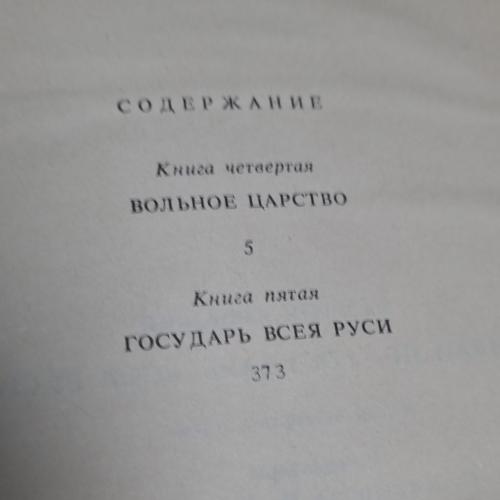 СОДЕРЖАНИЕ
Книга четвертая
ВОЛЬНОЕ ЦАРСТВО
5
Книга пятая
ГОСУДАРЬ ВСЕЯ РУСИ
373